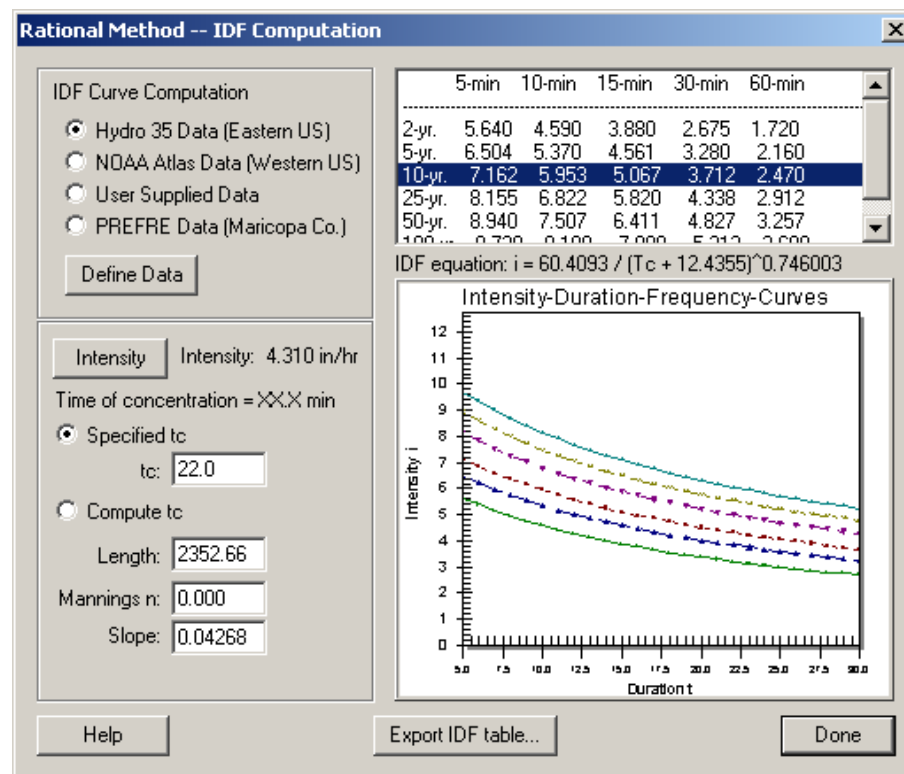 Rational Method -- IDF Computation
IDF Curve Computation
Hydro 35 Data (Eastern US)
NOAA Atlas Data (Western US)
User Supplied Data
PREFRE Data (Maricopa Co.)
Define Data
5-min 10-min 15-min 30-min 60-min
2-yr. 5.640 4.590 3.880 2.675 1.720
5-yr. 6.504 5.370 4.561 3.280 2.160
10-yr. 7.162 5.953 5.067 3.712 2.470
25-yr. 8.155 6.822 5.820 4.338 2.912
50-yr. 8.940 7.507 6.411 4.827 3.257
IDF equation: i = 60.4093 / (Tc + 12.4355)^0.746003
Intensity
Intensity: 4.310 in/hr
Time of concentration = XX.X min
Specified tc
tc: 22.0
Compute tc
Length: 2352.66
Mannings n: 0.000
Slope: 0.04268
Intensity-Duration-Frequency-Curves
Intensity i
12
11
10
9
8
7
6
5
4
3
2
1
0
5.0 7.5 10.0 12.5 15.0 17.5 20.0 22.5 25.0 27.5 30.0
Duration t
Help
Export IDF table...
Done